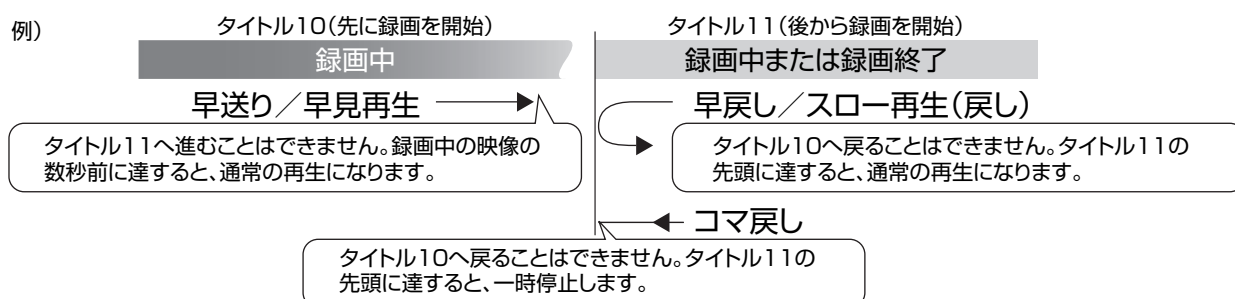 例）
タイトル10（先に録画を開始）
録画中
早送り／早見再生
タイトル11へ進むことはできません。録画中の映像の
数秒前に達すると、通常の再生になります。
タイトル11（後から録画を開始）
録画中または録画終了
早戻し／スロー再生（戻し）
タイトル10へ戻ることはできません。タイトル11の
先頭に達すると、通常の再生になります。
コマ戻し
タイトル10へ戻ることはできません。タイトル11の
先頭に達すると、一時停止します。